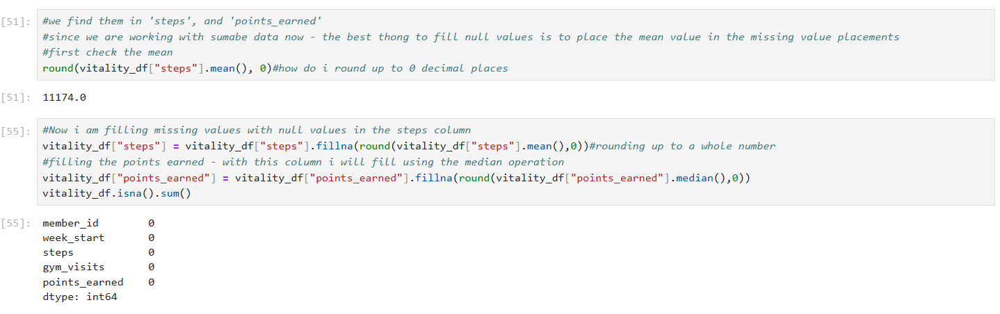 [51]: #we find them in 'steps', and 'points_earned'
#since we are working with sumabe data now - the best thong to fill null values is to place the mean value in the missing value placements
#first check the mean
round(vitality_df["steps"].mean(), 0)#how do i round up to 0 decimal places
[51]: 11174.0
[55]: #Now i am filling missing values with null values in the steps column
vitality_df["steps"] = vitality_df["steps"].fillna(round(vitality_df["steps"].mean(),0))#rounding up to a whole number
#filling the points earned - with this column i will fill using the median operation
vitality_df["points_earned"] = vitality_df["points_earned"].fillna(round(vitality_df["points_earned"].median(),0))
vitality_df.isna().sum()
[55]: member_id 0
week_start 0
steps 0
gym_visits 0
points_earned 0
dtype: int64